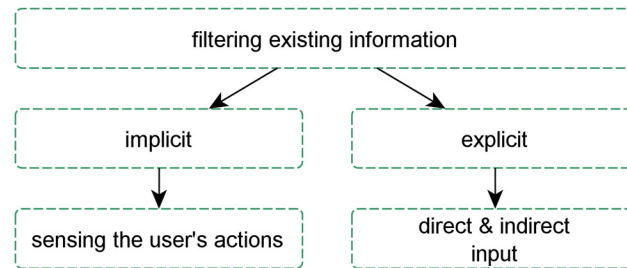 filtering existing information
implicit
explicit
sensing the user's actions
direct & indirect
input